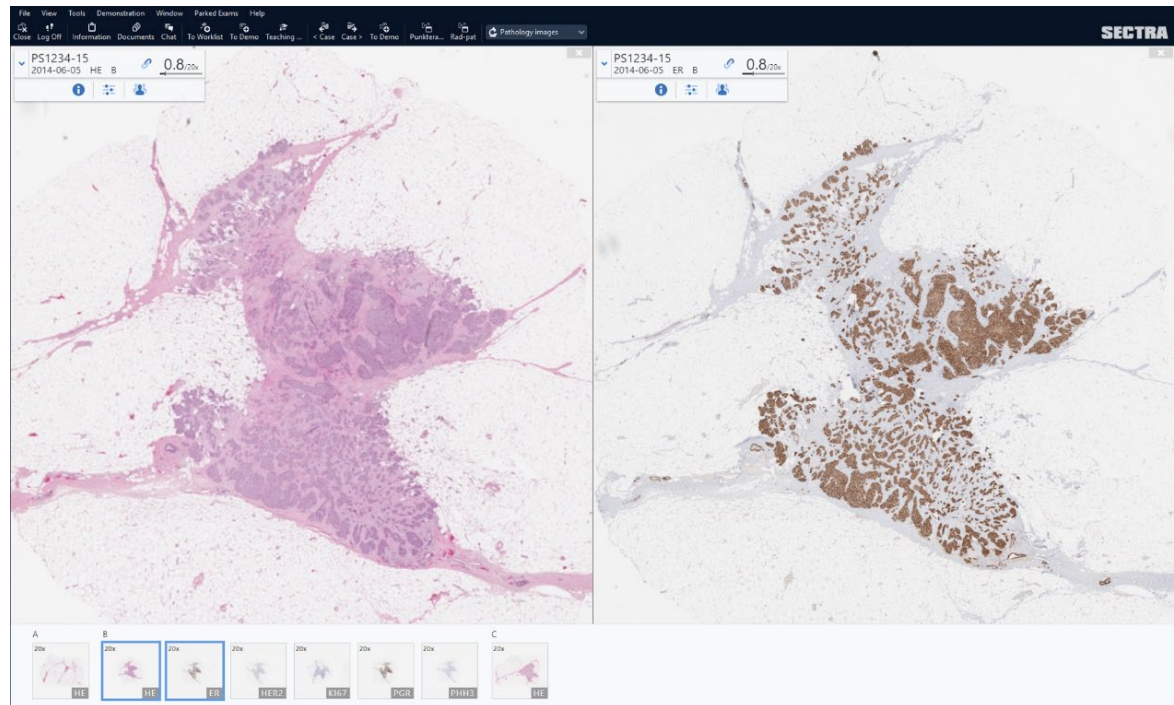 File View Tools Demonstration Window Parked Exams Help
Close Log Off Information Documents Chat To Worklist To Demo Teaching ... < Case Case > To Demo Punktera... Rad-pat Pathology images
SECTRA
PS1234-15
2014-06-05 HE B
0.8/20x
PS1234-15
2014-06-05 ER B
0.8/20x
A B C
20x 20x 20x 20x 20x 20x 20x 20x
HE HE ER HER2 KI67 PGR PHH3 HE